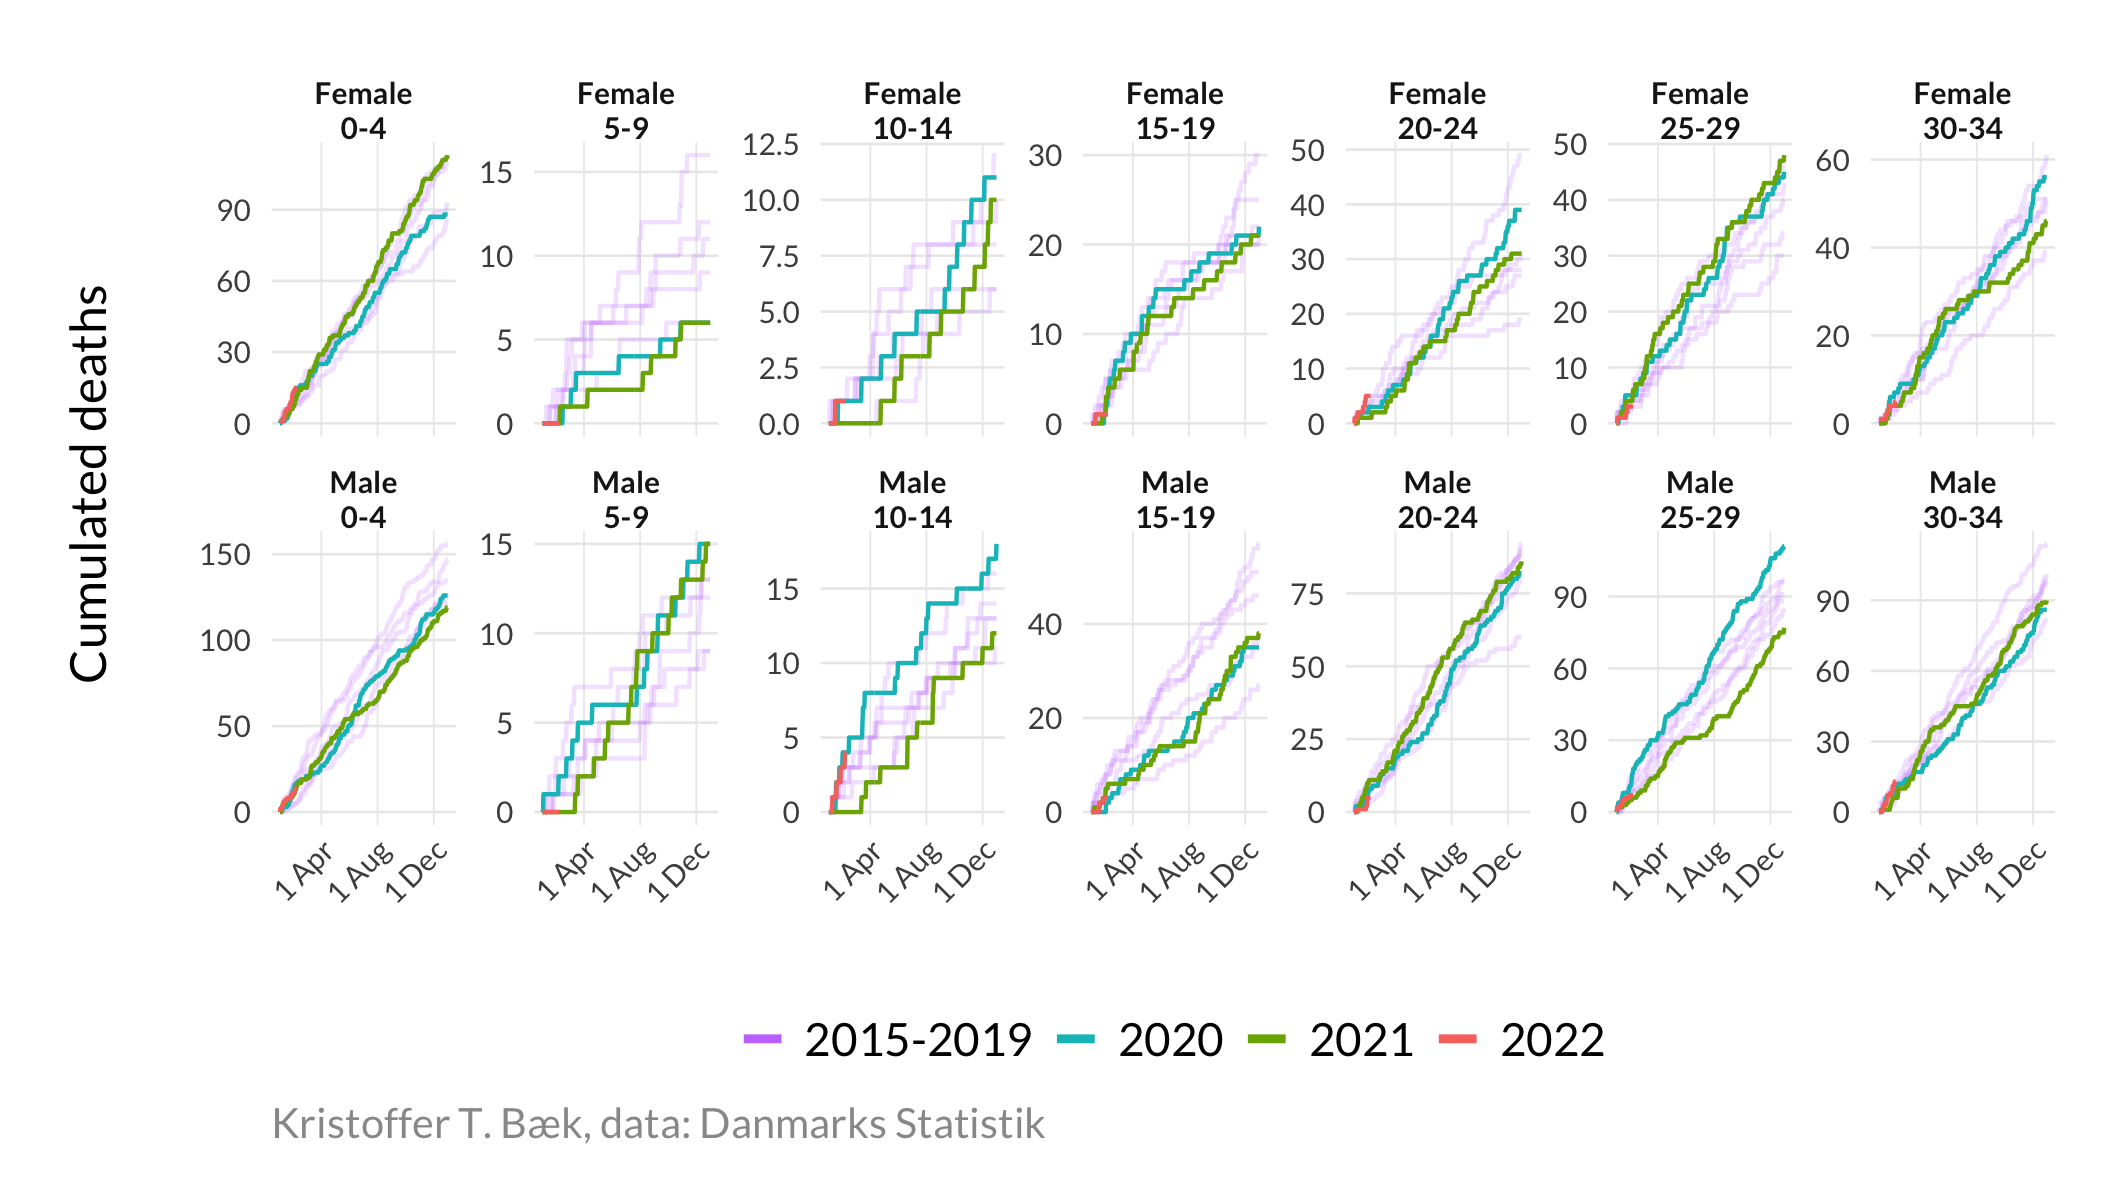 Cumulated deaths
Female Female Female Female Female Female Female
0-4 5-9 10-14 15-19 20-24 25-29 30-34
90 60 30 0
15 10 5 0
12.5 10.0 7.5 5.0 2.5 0.0
30 20 10 0
50 40 30 20 10 0
50 40 30 20 10 0
60 40 20 0
Male Male Male Male Male Male Male
0-4 5-9 10-14 15-19 20-24 25-29 30-34
150 100 50 0
15 10 5 0
15 10 5 0
40 20 0
75 50 25 0
90 60 30 0
90 60 30 0
1 Apr 1 Aug 1 Dec 1 Apr 1 Aug 1 Dec 1 Apr 1 Aug 1 Dec 1 Apr 1 Aug 1 Dec 1 Apr 1 Aug 1 Dec 1 Apr 1 Aug 1 Dec 1 Apr 1 Aug 1 Dec
2015-2019 2020 2021 2022
Kristoffer T. Bæk, data: Danmarks Statistik